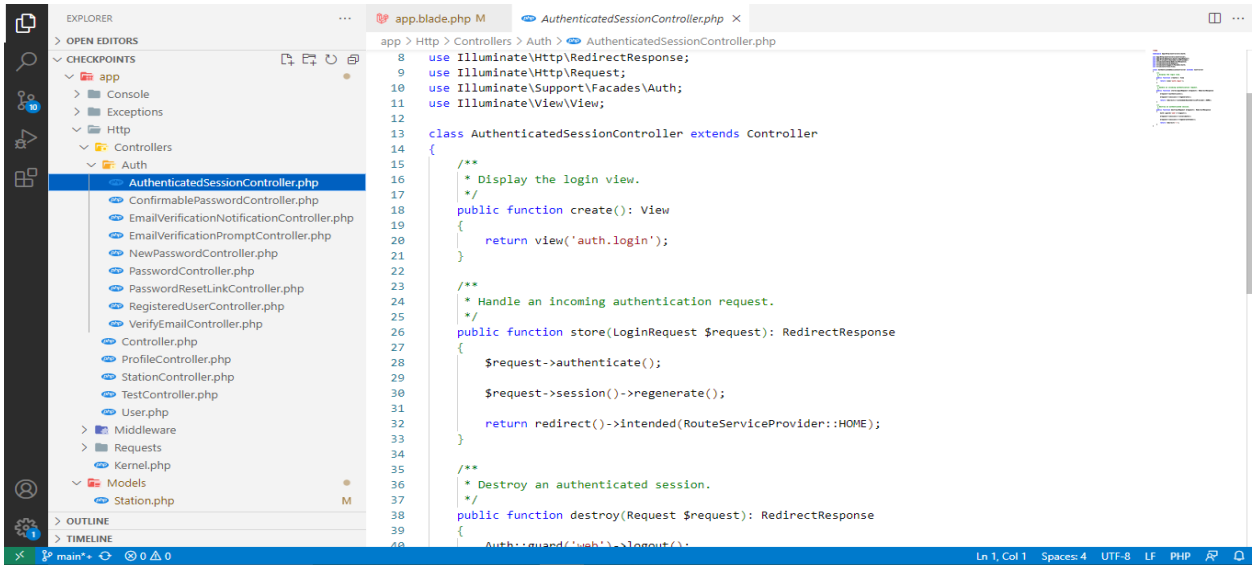 EXPLORER
OPEN EDITORS
CHECKPOINTS
app
Console
Exceptions
Http
Controllers
Auth
AuthenticatedSessionController.php
ConfirmablePasswordController.php
EmailVerificationNotificationController.php
EmailVerificationPromptController.php
NewPasswordController.php
PasswordController.php
PasswordResetLinkController.php
RegisteredUserController.php
VerifyEmailController.php
Controller.php
ProfileController.php
StationController.php
TestController.php
User.php
Middleware
Requests
Kernel.php
Models
Station.php M
OUTLINE
TIMELINE
10
1
app.blade.php M AuthenticatedSessionController.php
app > Http > Controllers > Auth > AuthenticatedSessionController.php
8 use Illuminate\Http\RedirectResponse;
9 use Illuminate\Http\Request;
10 use Illuminate\Support\Facades\Auth;
11 use Illuminate\View\View;
12
13 class AuthenticatedSessionController extends Controller
14 {
15 /**
16 * Display the login view.
17 */
18 public function create(): View
19 {
20 return view('auth.login');
21 }
22
23 /**
24 * Handle an incoming authentication request.
25 */
26 public function store(LoginRequest $request): RedirectResponse
27 {
28 $request->authenticate();
29
30 $request->session()->regenerate();
31
32 return redirect()->intended(RouteServiceProvider::HOME);
33 }
34
35 /**
36 * Destroy an authenticated session.
37 */
38 public function destroy(Request $request): RedirectResponse
39 {
40 Auth::guard('web')->logout();
main*+ 0 0 Ln 1, Col 1 Spaces: 4 UTF-8 LF PHP